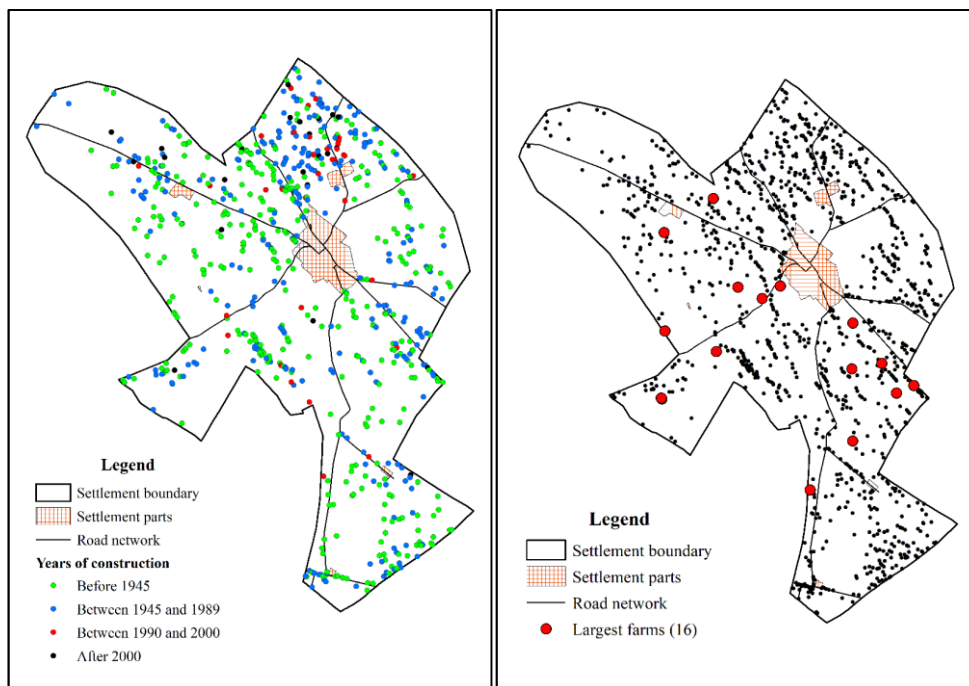 Legend
Settlement boundary
Settlement parts
Road network
Years of construction
Before 1945
Between 1945 and 1989
Between 1990 and 2000
After 2000
Legend
Settlement boundary
Settlement parts
Road network
Largest farms (16)